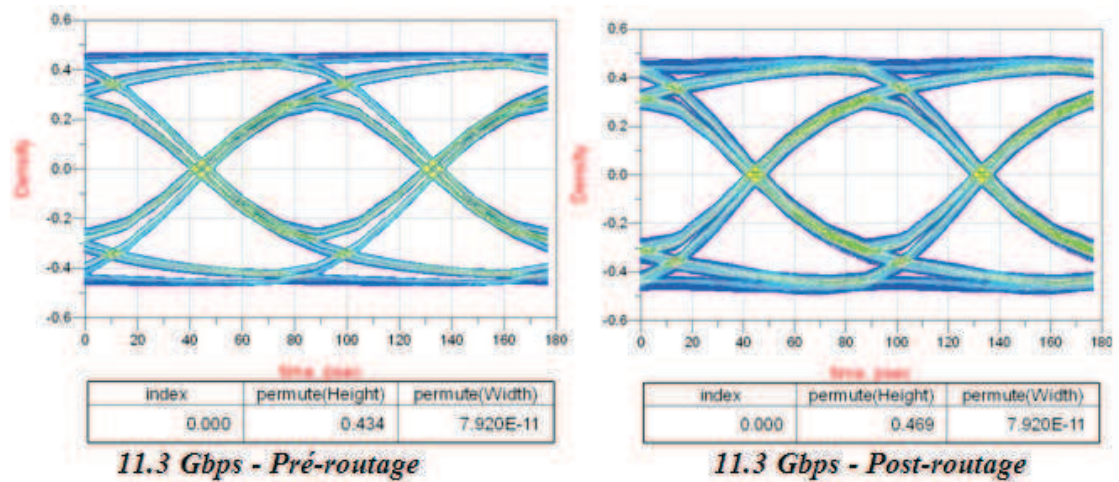 0.6
0.4
0.2
0.0
-0.2
-0.4
-0.6
Density
0 20 40 60 80 100 120 140 160 180
time, psec
index permute(Height) permute(Width)
0.000 0.434 7.920E-11
11.3 Gbps - Pré-routage
0.6
0.4
0.2
0.0
-0.2
-0.4
-0.6
Density
0 20 40 60 80 100 120 140 160 180
time, psec
index permute(Height) permute(Width)
0.000 0.469 7.920E-11
11.3 Gbps - Post-routage